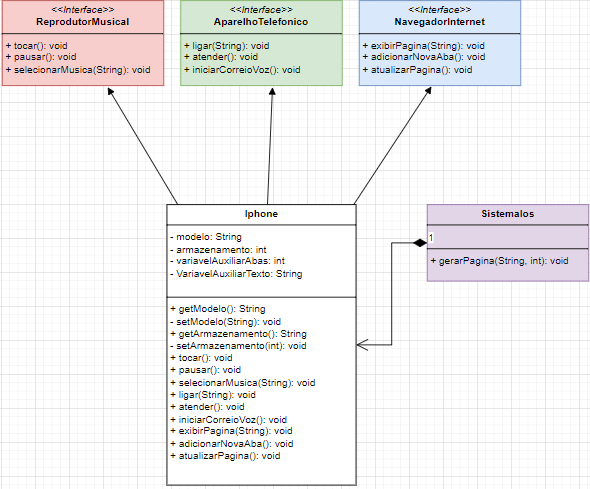 <<Interface>>
ReprodutorMusical
+ tocar(): void
+ pausar(): void
+ selecionarMusica(String): void
<<Interface>>
AparelhoTelefonico
+ ligar(String): void
+ atender(): void
+ iniciarCorreioVoz(): void
<<Interface>>
NavegadorInternet
+ exibirPagina(String): void
+ adicionarNovaAba(): void
+ atualizarPagina(): void
Iphone
- modelo: String
- armazenamento: int
- variavelAuxiliarAbas: int
- VariavelAuxiliarTexto: String
+ getModelo(): String
- setModelo(String): void
+ getArmazenamento(): String
- setArmazenamento(int): void
+ tocar(): void
+ pausar(): void
+ selecionarMusica(String): void
+ ligar(String): void
+ atender(): void
+ iniciarCorreioVoz(): void
+ exibirPagina(String): void
+ adicionarNovaAba(): void
+ atualizarPagina(): void
SistemaIos
1
+ gerarPagina(String, int): void